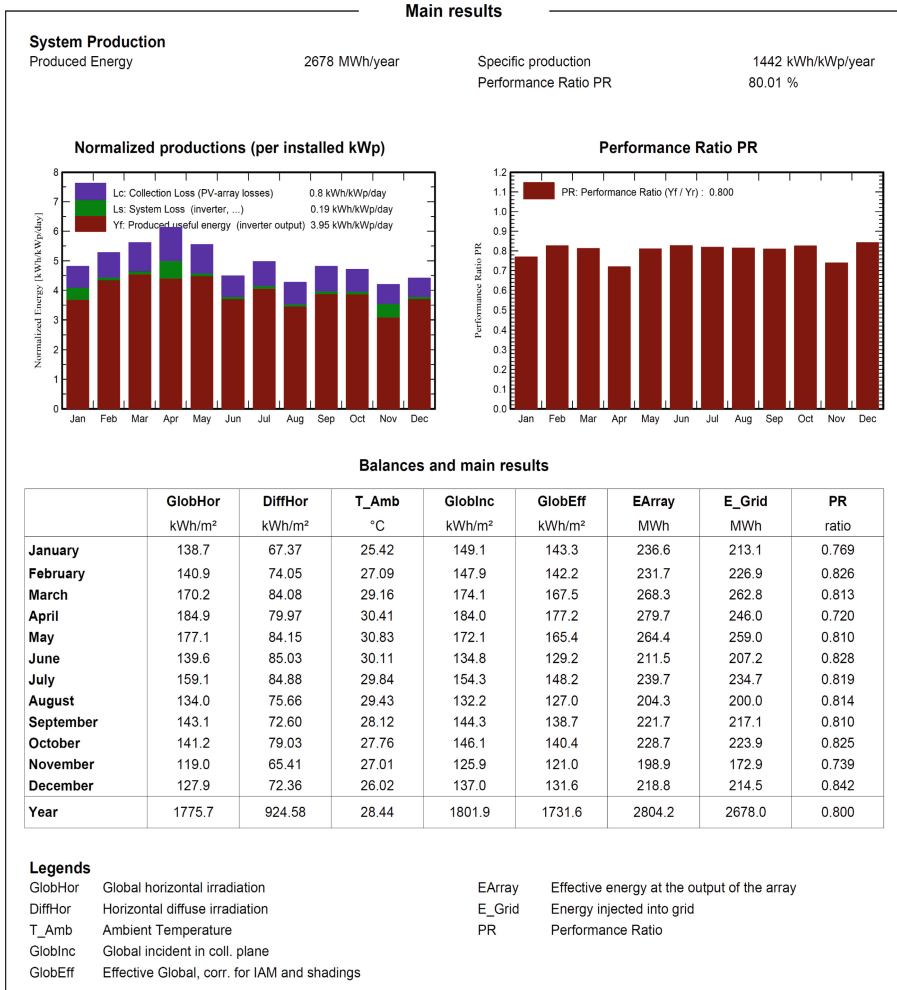 Main results
System Production
Produced Energy 2678 MWh/year
Specific production 1442 kWh/kWp/year
Performance Ratio PR 80.01 %
Normalized productions (per installed kWp)
Normalized Energy [kWh/kWp/day]
8
7
6
5
4
3
2
1
0
Lc: Collection Loss (PV-array losses) 0.8 kWh/kWp/day
Ls: System Loss (inverter, ...) 0.19 kWh/kWp/day
Yf: Produced useful energy (inverter output) 3.95 kWh/kWp/day
Jan Feb Mar Apr May Jun Jul Aug Sep Oct Nov Dec
Performance Ratio PR
Performance Ratio PR
1.2
1.1
1.0
0.9
0.8
0.7
0.6
0.5
0.4
0.3
0.2
0.1
0.0
PR: Performance Ratio (Yf / Yr) : 0.800
Jan Feb Mar Apr May Jun Jul Aug Sep Oct Nov Dec
Balances and main results
GlobHor DiffHor T_Amb GlobInc GlobEff EArray E_Grid PR
kWh/m² kWh/m² °C kWh/m² kWh/m² MWh MWh ratio
January 138.7 67.37 25.42 149.1 143.3 236.6 213.1 0.769
February 140.9 74.05 27.09 147.9 142.2 231.7 226.9 0.826
March 170.2 84.08 29.16 174.1 167.5 268.3 262.8 0.813
April 184.9 79.97 30.41 184.0 177.2 279.7 246.0 0.720
May 177.1 84.15 30.83 172.1 165.4 264.4 259.0 0.810
June 139.6 85.03 30.11 134.8 129.2 211.5 207.2 0.828
July 159.1 84.88 29.84 154.3 148.2 239.7 234.7 0.819
August 134.0 75.66 29.43 132.2 127.0 204.3 200.0 0.814
September 143.1 72.60 28.12 144.3 138.7 221.7 217.1 0.810
October 141.2 79.03 27.76 146.1 140.4 228.7 223.9 0.825
November 119.0 65.41 27.01 125.9 121.0 198.9 172.9 0.739
December 127.9 72.36 26.02 137.0 131.6 218.8 214.5 0.842
Year 1775.7 924.58 28.44 1801.9 1731.6 2804.2 2678.0 0.800
Legends
GlobHor Global horizontal irradiation
DiffHor Horizontal diffuse irradiation
T_Amb Ambient Temperature
GlobInc Global incident in coll. plane
GlobEff Effective Global, corr. for IAM and shadings
EArray Effective energy at the output of the array
E_Grid Energy injected into grid
PR Performance Ratio